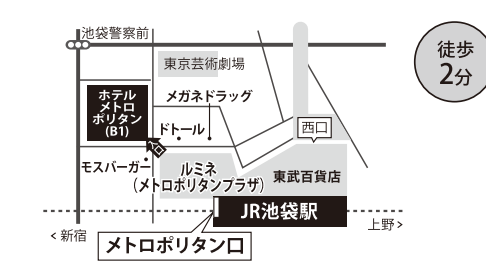 池袋警察前
徒歩
2分
東京芸術劇場
ホテル
メトロ
ポリタン
(B1)
メガネドラッグ
ドトール
西口
入口
モスバーガー
ルミネ
(メトロポリタンプラザ)
東武百貨店
JR池袋駅
<新宿
上野>
メトロポリタン口